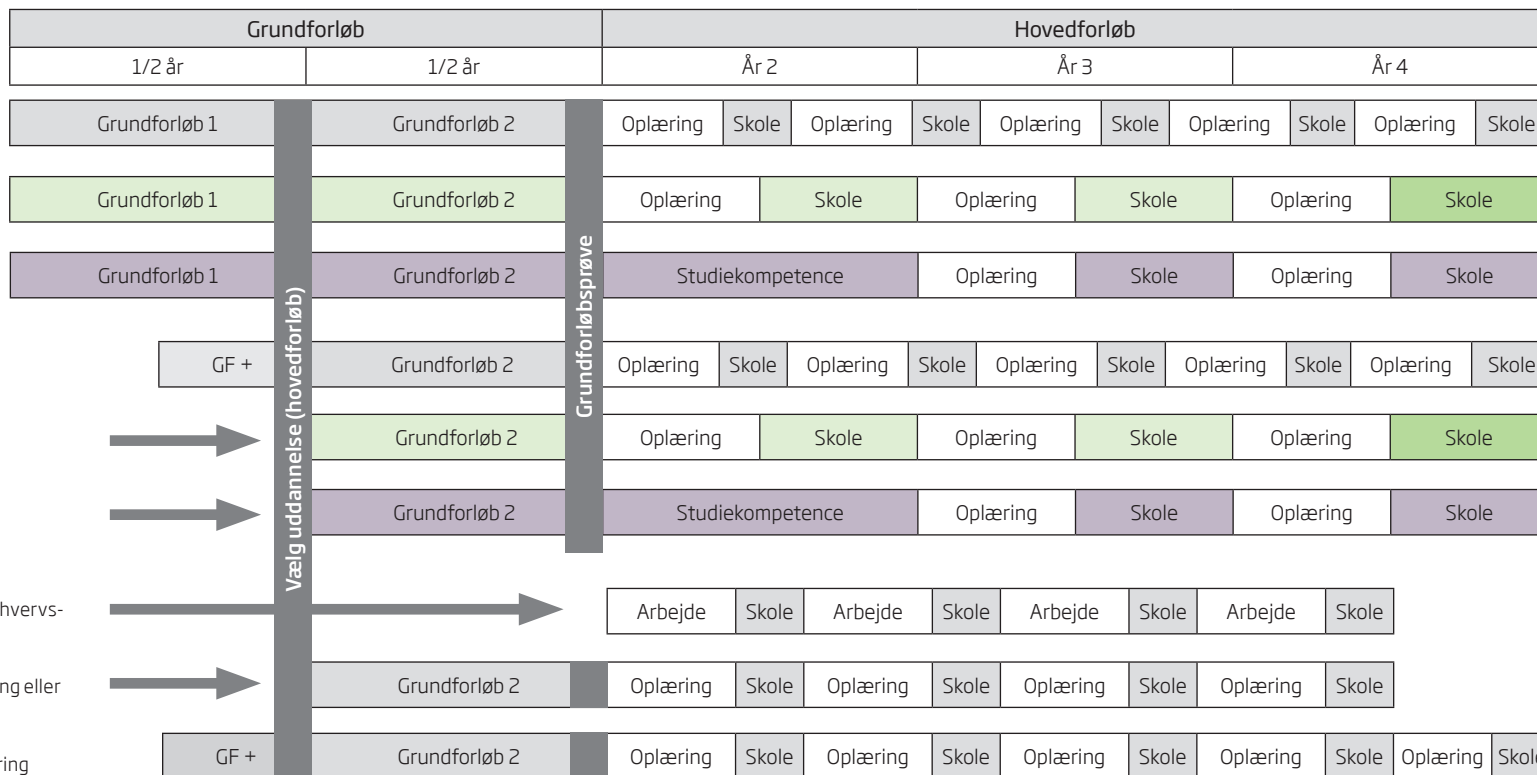 Grundforløb Hovedforløb
1/2 år 1/2 år År 2 År 3 År 4
Grundforløb 1 Grundforløb 2 Oplæring Skole Oplæring Skole Oplæring Skole Oplæring Skole Oplæring Skole
Grundforløb 1 Grundforløb 2 Oplæring Skole Oplæring Skole Oplæring Skole
Grundforløb 1 Grundforløb 2 Studiekompetence Oplæring Skole Oplæring Skole
Vælg uddannelse (hovedforløb)
Grundforløbsprøve
GF + Grundforløb 2 Oplæring Skole Oplæring Skole Oplæring Skole Oplæring Skole Oplæring Skole
Grundforløb 2 Oplæring Skole Oplæring Skole Oplæring Skole
Grundforløb 2 Studiekompetence Oplæring Skole Oplæring Skole
hvervs- Arbejde Skole Arbejde Skole Arbejde Skole Arbejde Skole
ng eller Grundforløb 2 Oplæring Skole Oplæring Skole Oplæring Skole Oplæring Skole
ring GF + Grundforløb 2 Oplæring Skole Oplæring Skole Oplæring Skole Oplæring Skole Oplæring Skole